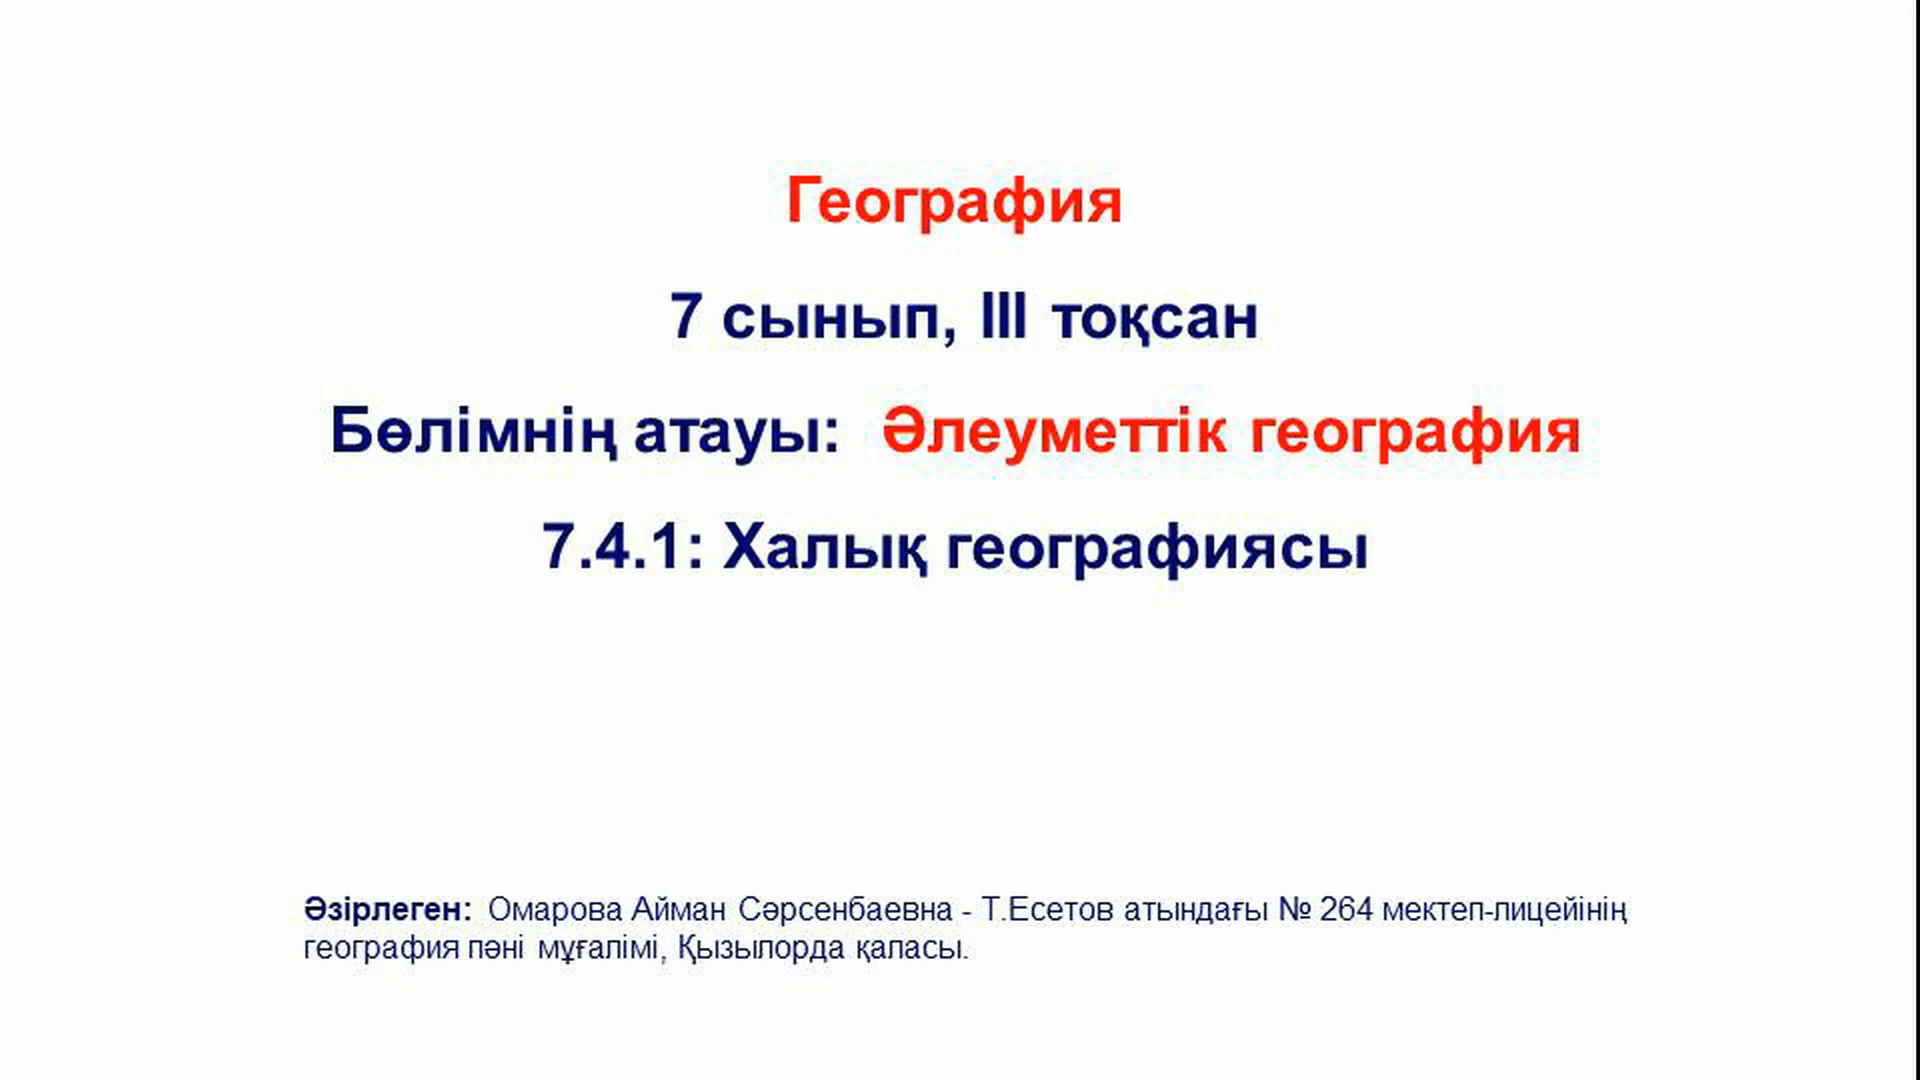 География
7 сынып, III тоқсан
Бөлімнің атауы: Әлеуметтік география
7.4.1: Халық географиясы
Әзірлеген: Омарова Айман Сәрсенбаевна - Т.Есетов атындағы № 264 мектеп-лицейінің
география пәні мұғалімі, Қызылорда қаласы.